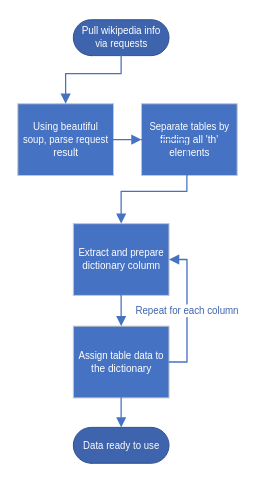 Pull wikipedia info
via requests
Using beautiful
soup, parse request
result
Separate tables by
finding all 'th'
elements
Extract and prepare
dictionary column
Repeat for each column
Assign table data to
the dictionary
Data ready to use